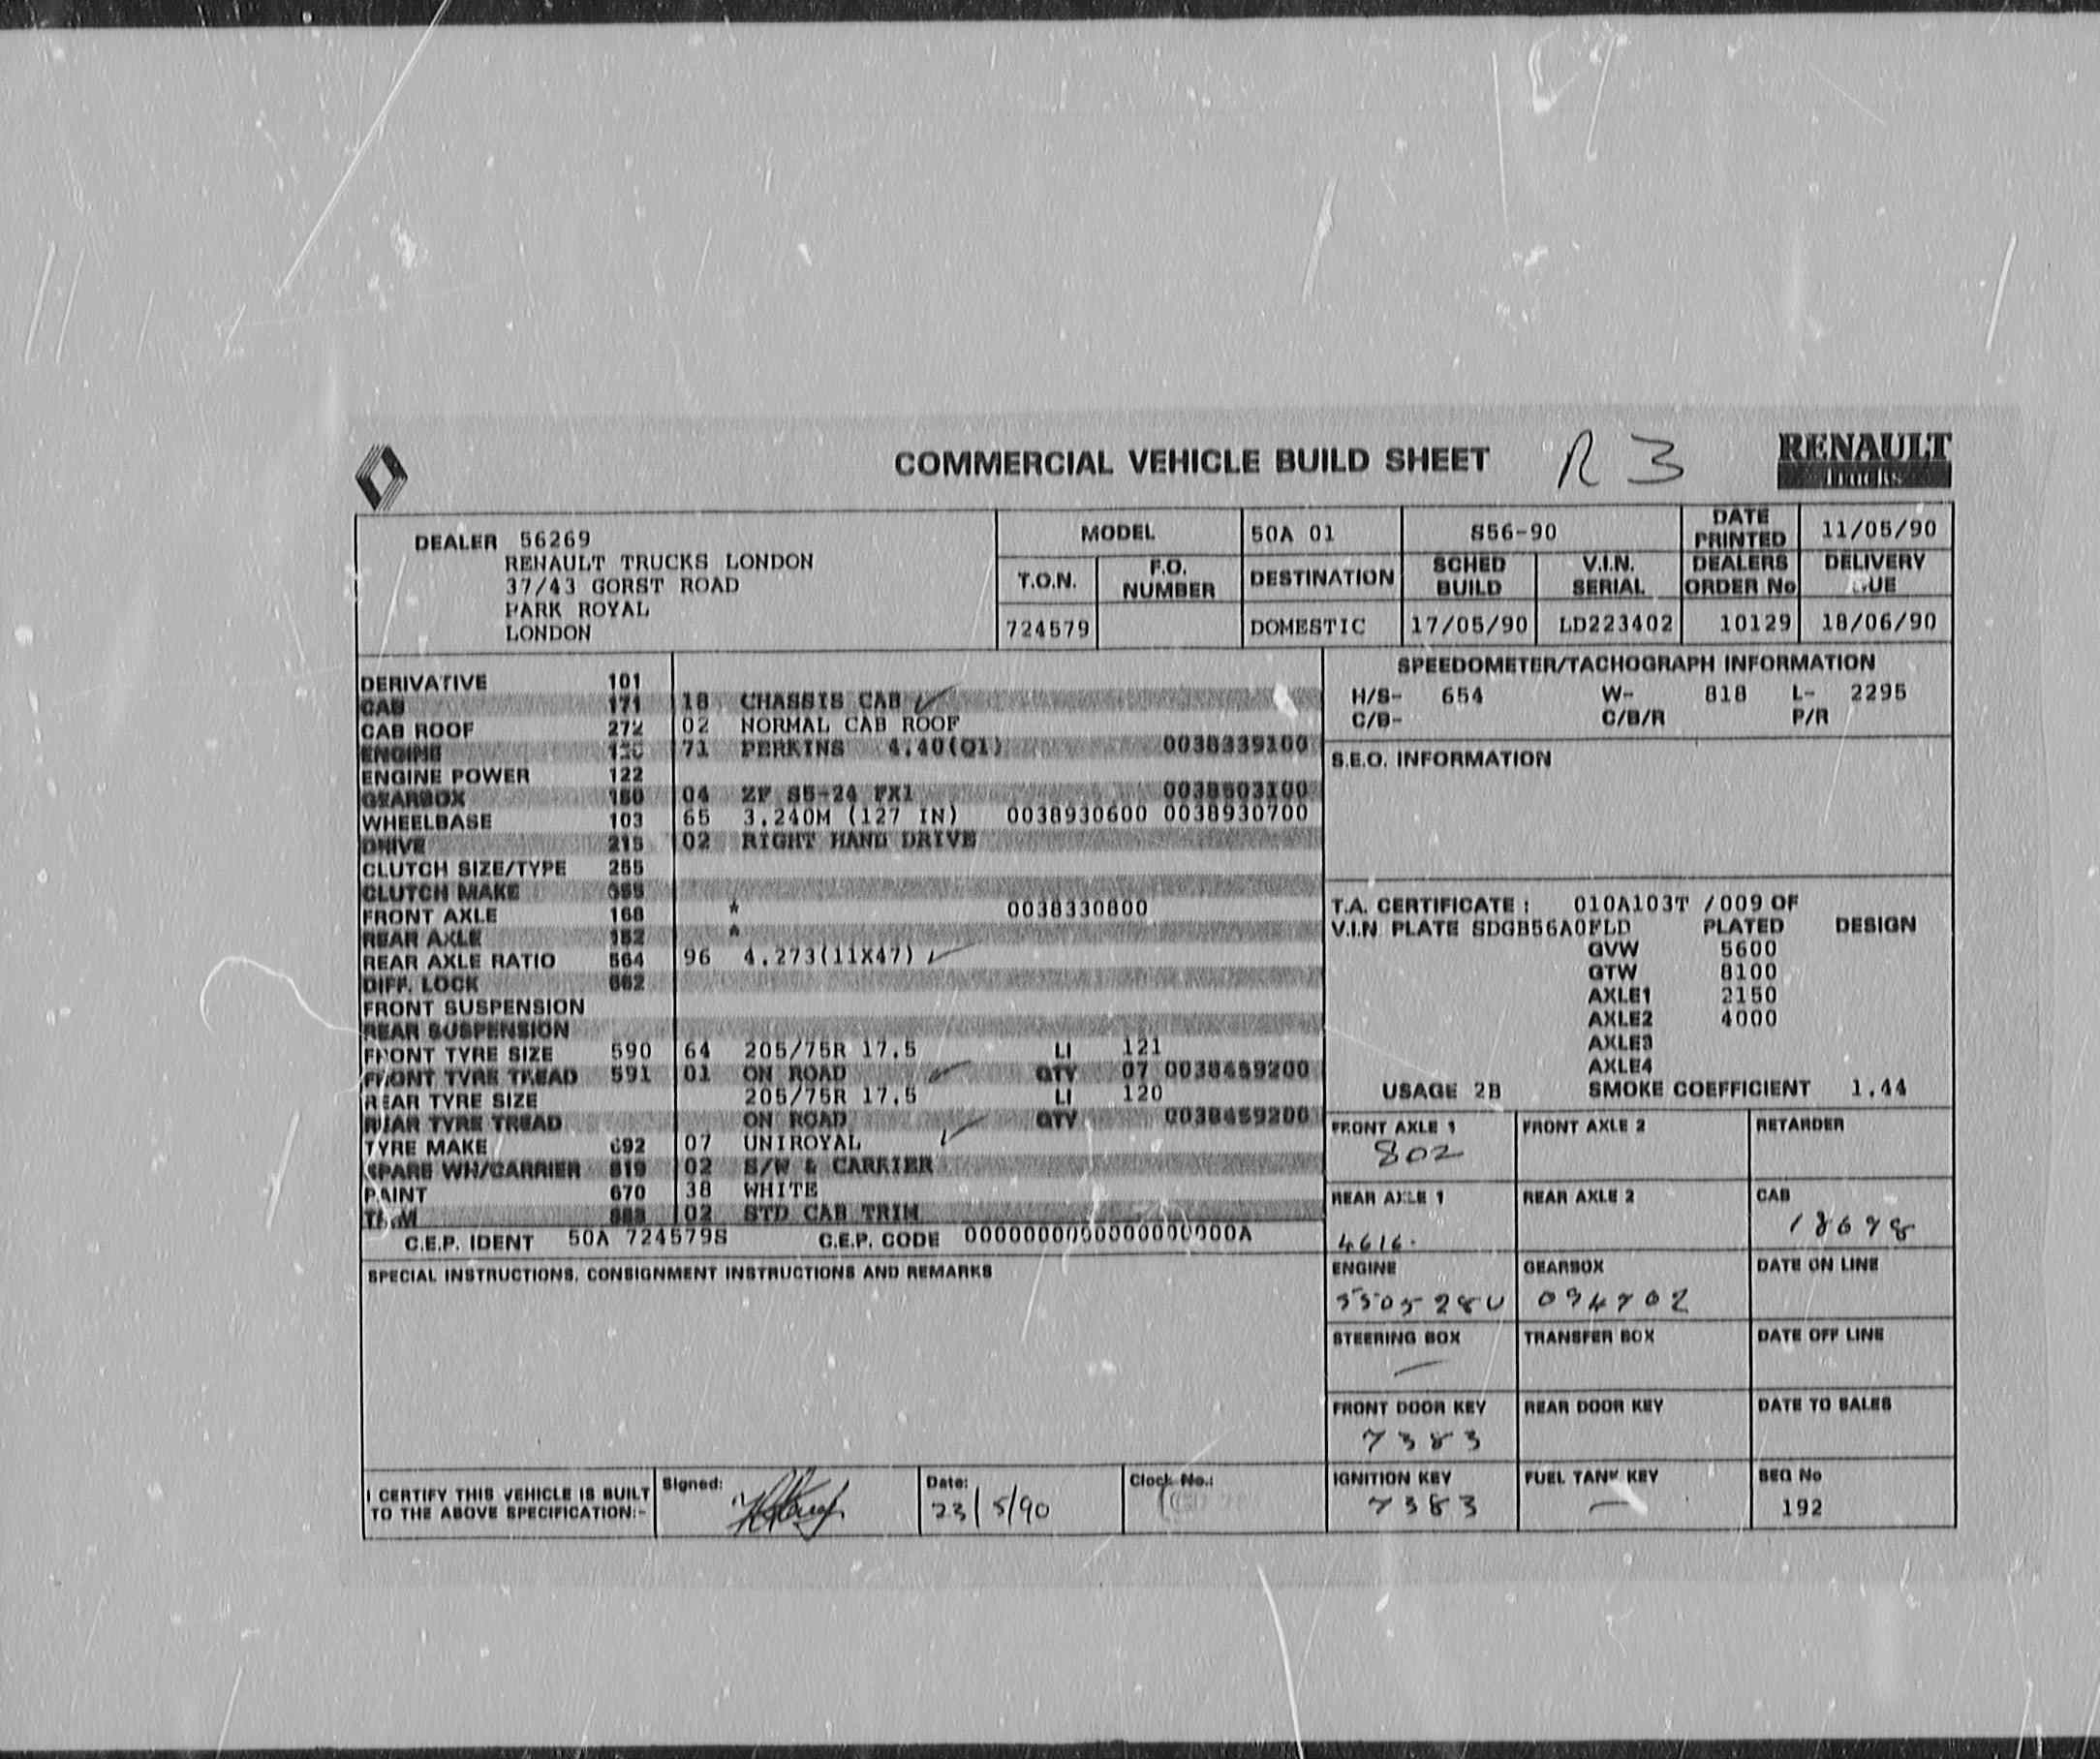 COMMERCIAL VEHICLE BUILD SHEET R 3
RENAULT
Trucks
DEALER 56269
RENAULT TRUCKS LONDON
37/43 GORST ROAD
PARK ROYAL
LONDON
MODEL 50A 01 S56-90 DATE PRINTED 11/05/90
T.O.N. F.O. NUMBER DESTINATION SCHED BUILD V.I.N. SERIAL DEALERS ORDER No DELIVERY DUE
724579 DOMESTIC 17/05/90 LD223402 10129 18/06/90
DERIVATIVE 101
CAB 171 18 CHASSIS CAB ✓
CAB ROOF 272 02 NORMAL CAB ROOF
ENGINE 71 PERKINS 4.40(Q1) 0038339100
ENGINE POWER 122
GEARBOX 04 ZF S5-24 FX1 0038503100
WHEELBASE 103 65 3.240M (127 IN) 0038930600 0038930700
DRIVE 215 02 RIGHT HAND DRIVE
CLUTCH SIZE/TYPE 255
CLUTCH MAKE
FRONT AXLE 168 * 0038330800
REAR AXLE 152 *
REAR AXLE RATIO 564 96 4.273(11X47) ✓
DIFF. LOCK 662
FRONT SUSPENSION
REAR SUSPENSION
FRONT TYRE SIZE 590 64 205/75R 17.5 LI 121
FRONT TYRE TREAD 591 01 ON ROAD ✓ QTY 07 0038459200
REAR TYRE SIZE 205/75R 17.5 LI 120
REAR TYRE TREAD ON ROAD QTY 0038459200
TYRE MAKE 692 07 UNIROYAL ✓
SPARE WH/CARRIER 619 02 S/W & CARRIER
PAINT 670 38 WHITE
TRIM 02 STD CAB TRIM
C.E.P. IDENT 50A 724579S C.E.P. CODE 00000000000000000000A
SPECIAL INSTRUCTIONS, CONSIGNMENT INSTRUCTIONS AND REMARKS
I CERTIFY THIS VEHICLE IS BUILT
TO THE ABOVE SPECIFICATION:-
Signed:
Date:
23/5/90
Clock No.:
SPEEDOMETER/TACHOGRAPH INFORMATION
H/S- 654 W- 818 L- 2295
C/B- C/B/R P/R
S.E.O. INFORMATION
T.A. CERTIFICATE : 010A103T /009 OF
V.I.N PLATE SDGB56A0FLD PLATED DESIGN
GVW 5600
GTW 8100
AXLE1 2150
AXLE2 4000
AXLE3
AXLE4
USAGE 2B SMOKE COEFFICIENT 1.44
FRONT AXLE 1 FRONT AXLE 2 RETARDER
802
REAR AXLE 1 REAR AXLE 2 CAB
4616. 18698
ENGINE GEARBOX DATE ON LINE
094902
STEERING BOX TRANSFER BOX DATE OFF LINE
—
FRONT DOOR KEY REAR DOOR KEY DATE TO SALES
7383
IGNITION KEY FUEL TANK KEY SEQ No
7383 — 192